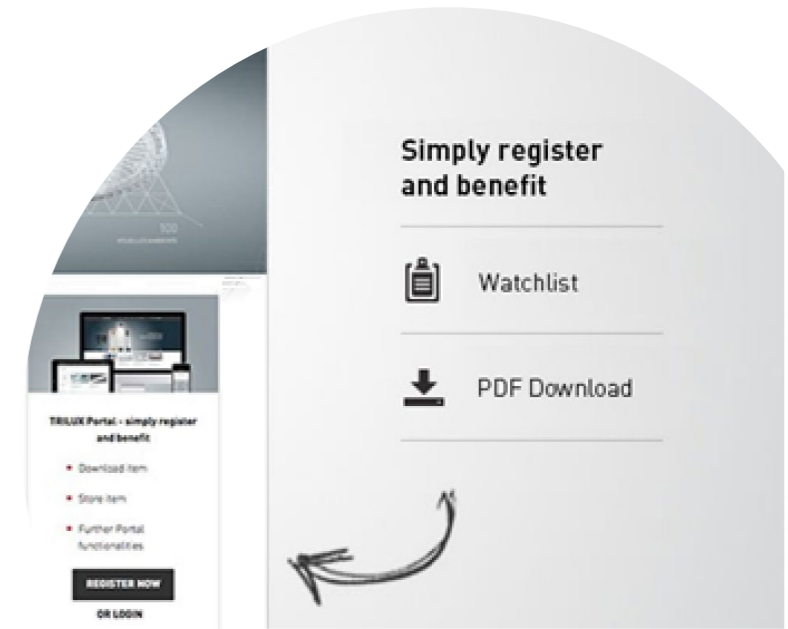 Simply register
and benefit
Watchlist
PDF Download
TRILUX Portal - simply register
and benefit
Download item
Store item
Further Portal
functionalities
REGISTER NOW
OR LOGIN